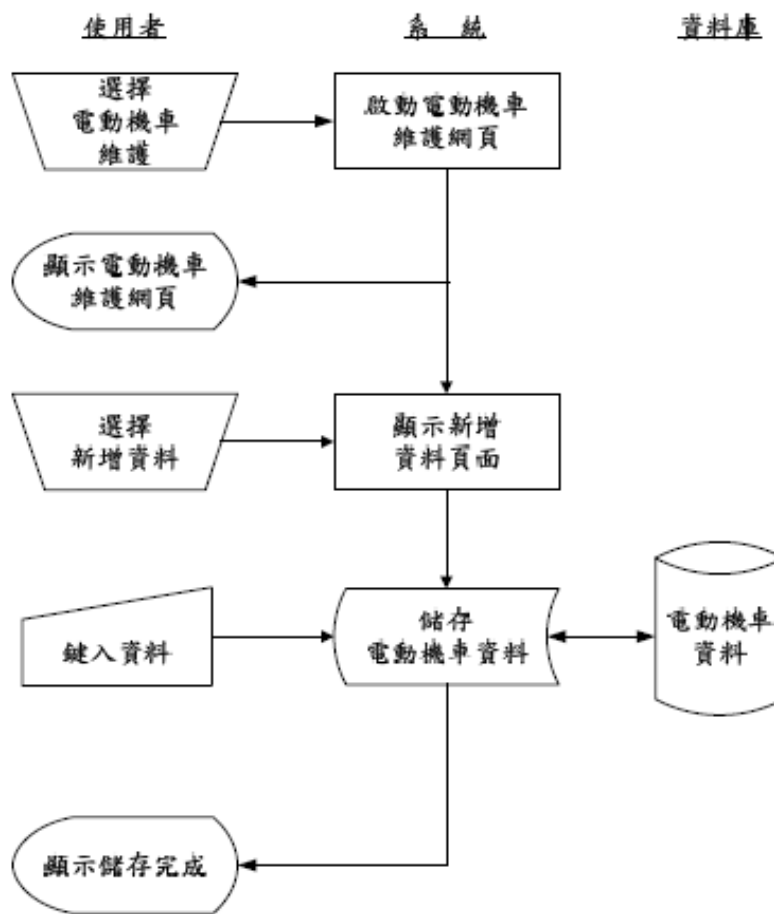 使用者
系 統
資料庫
選擇
電動機車
維護
啟動電動機車
維護網頁
顯示電動機車
維護網頁
選擇
新增資料
顯示新增
資料頁面
鍵入資料
儲存
電動機車資料
電動機車
資料
顯示儲存完成